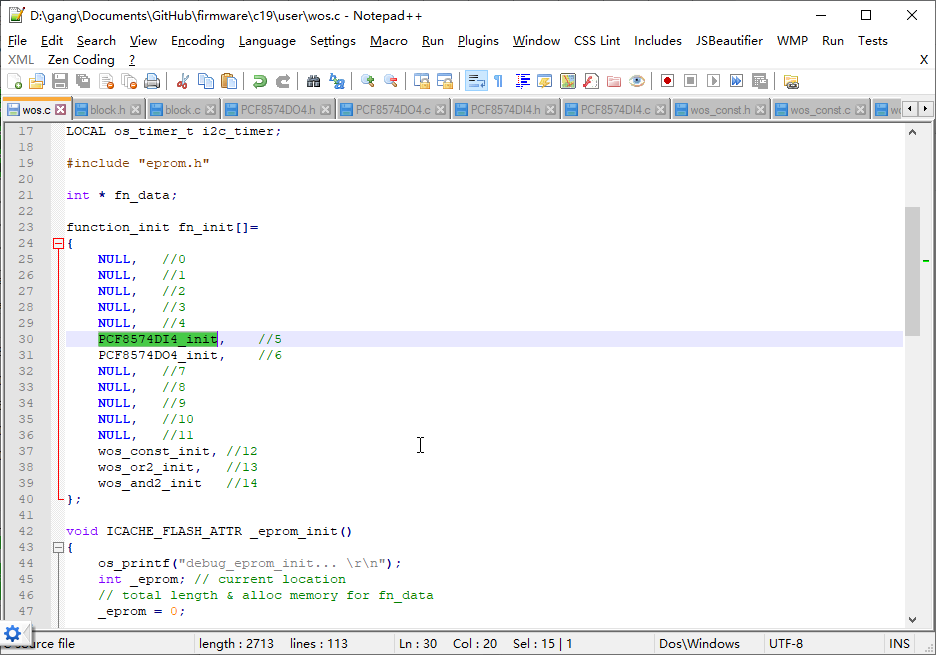 D:\gang\Documents\GitHub\firmware\c19\user\wos.c - Notepad++
File Edit Search View Encoding Language Settings Macro Run Plugins Window CSS Lint Includes JSBeautifier WMP Run Tests
XML Zen Coding ? X
wos.c block.h block.c PCF8574DO4.h PCF8574DO4.c PCF8574DI4.h PCF8574DI4.c wos_const.h wos_const.c
17 LOCAL os_timer_t i2c_timer;
18
19 #include "eprom.h"
20
21 int * fn_data;
22
23 function_init fn_init[]=
24 {
25 NULL, //0
26 NULL, //1
27 NULL, //2
28 NULL, //3
29 NULL, //4
30 PCF8574DI4_init, //5
31 PCF8574DO4_init, //6
32 NULL, //7
33 NULL, //8
34 NULL, //9
35 NULL, //10
36 NULL, //11
37 wos_const_init, //12
38 wos_or2_init, //13
39 wos_and2_init //14
40 };
41
42 void ICACHE_FLASH_ATTR _eprom_init()
43 {
44 os_printf("debug_eprom_init... \r\n");
45 int _eprom; // current location
46 // total length & alloc memory for fn_data
47 _eprom = 0;
source file length : 2713 lines : 113 Ln : 30 Col : 20 Sel : 15 | 1 Dos\Windows UTF-8 INS